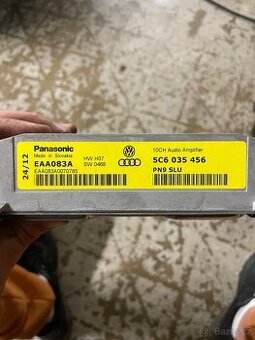 24/12
Panasonic
Made in Slovakia
EAA083A
HW H07
SW 0466
EAA083A0070785
10CH Audio Amplifier
5C6 035 456
PN9 SLU